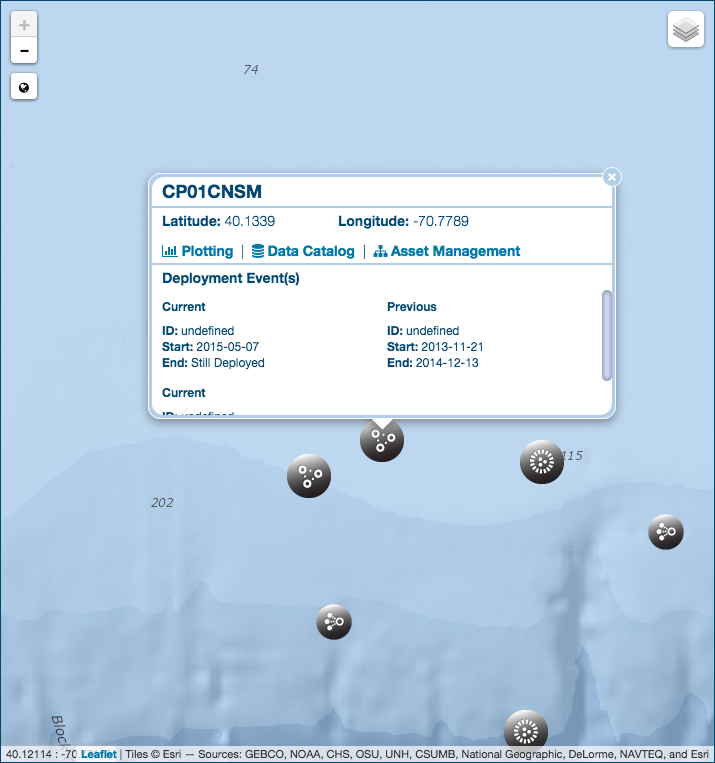 +
−
74
CP01CNSM
Latitude: 40.1339 Longitude: -70.7789
Plotting | Data Catalog | Asset Management
Deployment Event(s)
Current Previous
ID: undefined ID: undefined
Start: 2015-05-07 Start: 2013-11-21
End: Still Deployed End: 2014-12-13
Current
ID: undefined
115
202
Block
40.12114 : -70 Leaflet | Tiles © Esri — Sources: GEBCO, NOAA, CHS, OSU, UNH, CSUMB, National Geographic, DeLorme, NAVTEQ, and Esri